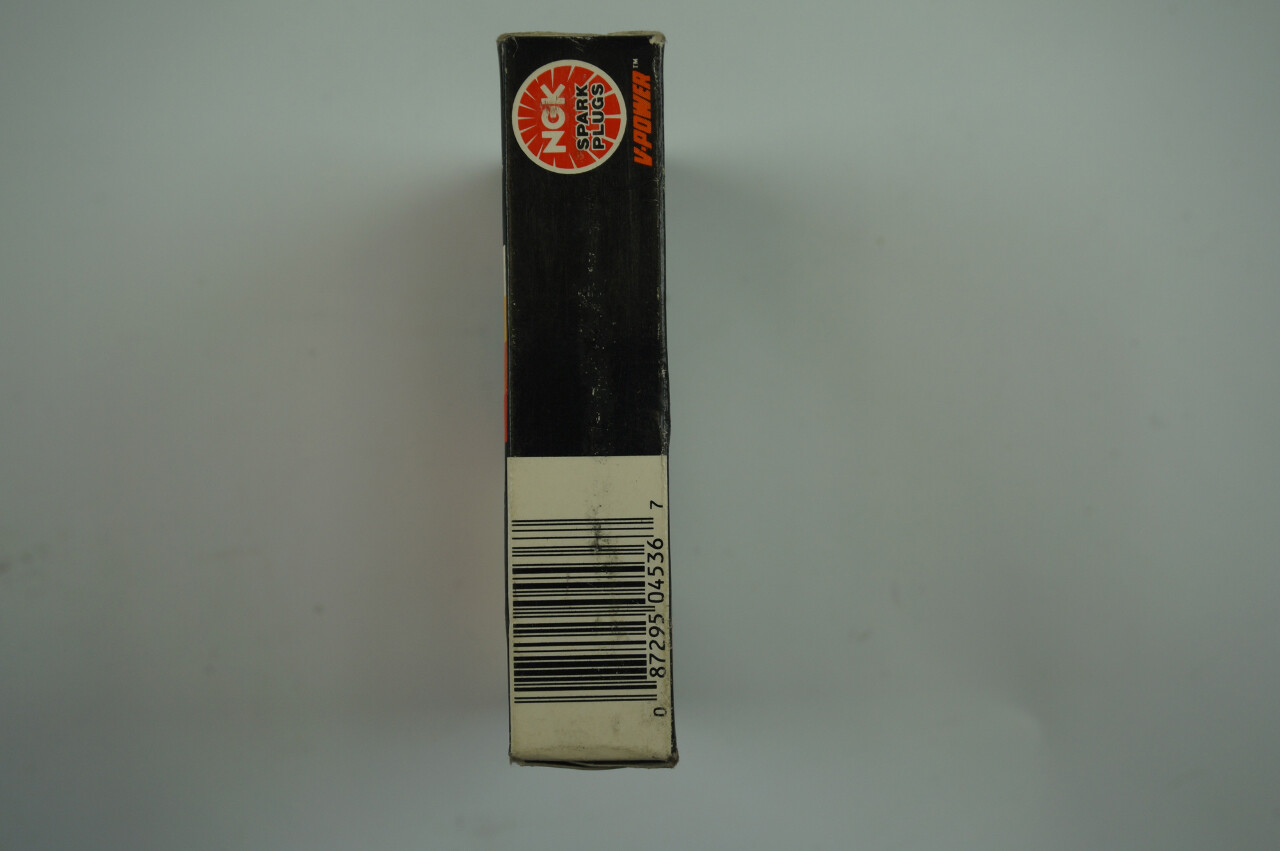 NGK
SPARK
PLUGS
V-POWER™
0 87295 04536 7